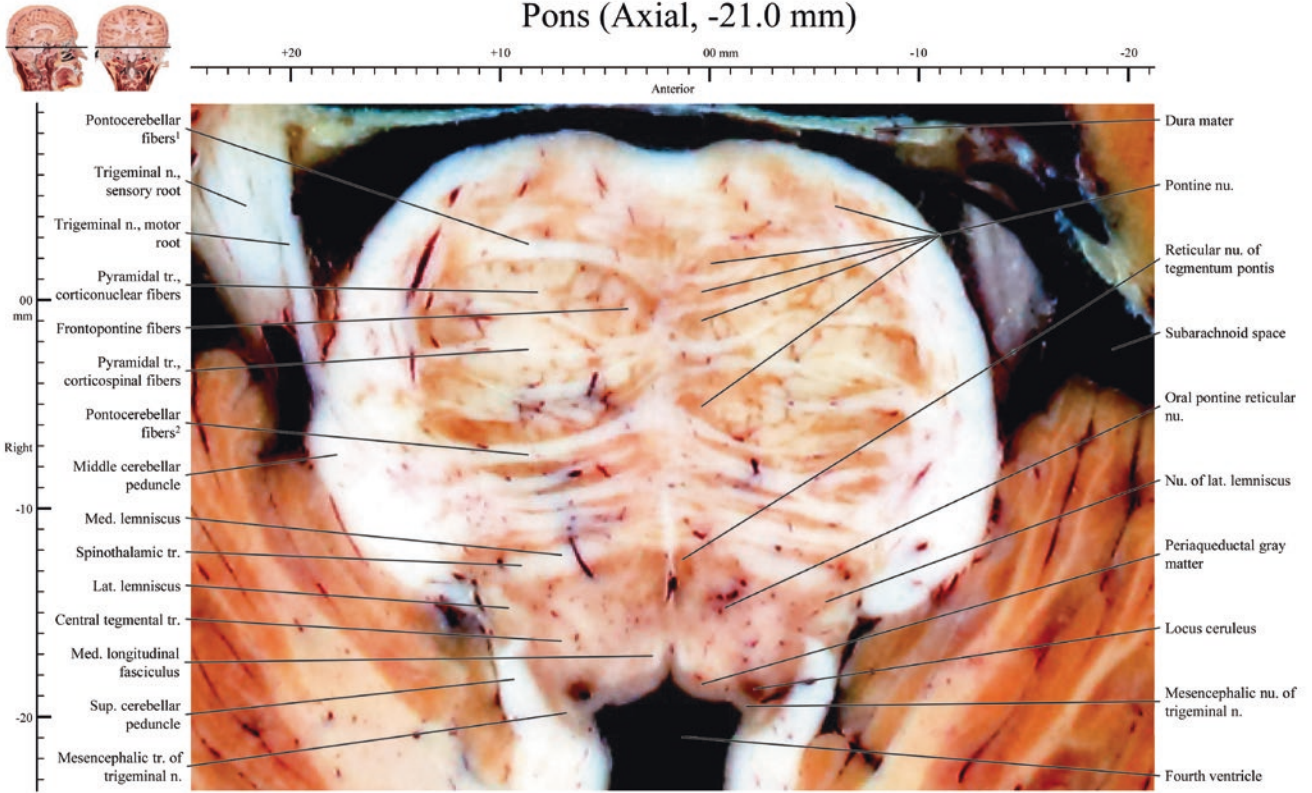 Pons (Axial, -21.0 mm)
+20
+10
00 mm
-10
-20
Anterior
Pontocerebellar
fibers¹
Trigeminal n.,
sensory root
Trigeminal n., motor
root
Pyramidal tr.,
corticonuclear fibers
00
mm
Frontopontine fibers
Pyramidal tr.,
corticospinal fibers
Pontocerebellar
fibers²
Right
Middle cerebellar
peduncle
-10
Med. lemniscus
Spinothalamic tr.
Lat. lemniscus
Central tegmental tr.
Med. longitudinal
fasciculus
Sup. cerebellar
peduncle
-20
Mesencephalic tr. of
trigeminal n.
Dura mater
Pontine nu.
Reticular nu. of
tegmentum pontis
Subarachnoid space
Oral pontine reticular
nu.
Nu. of lat. lemniscus
Periaqueductal gray
matter
Locus ceruleus
Mesencephalic nu. of
trigeminal n.
Fourth ventricle